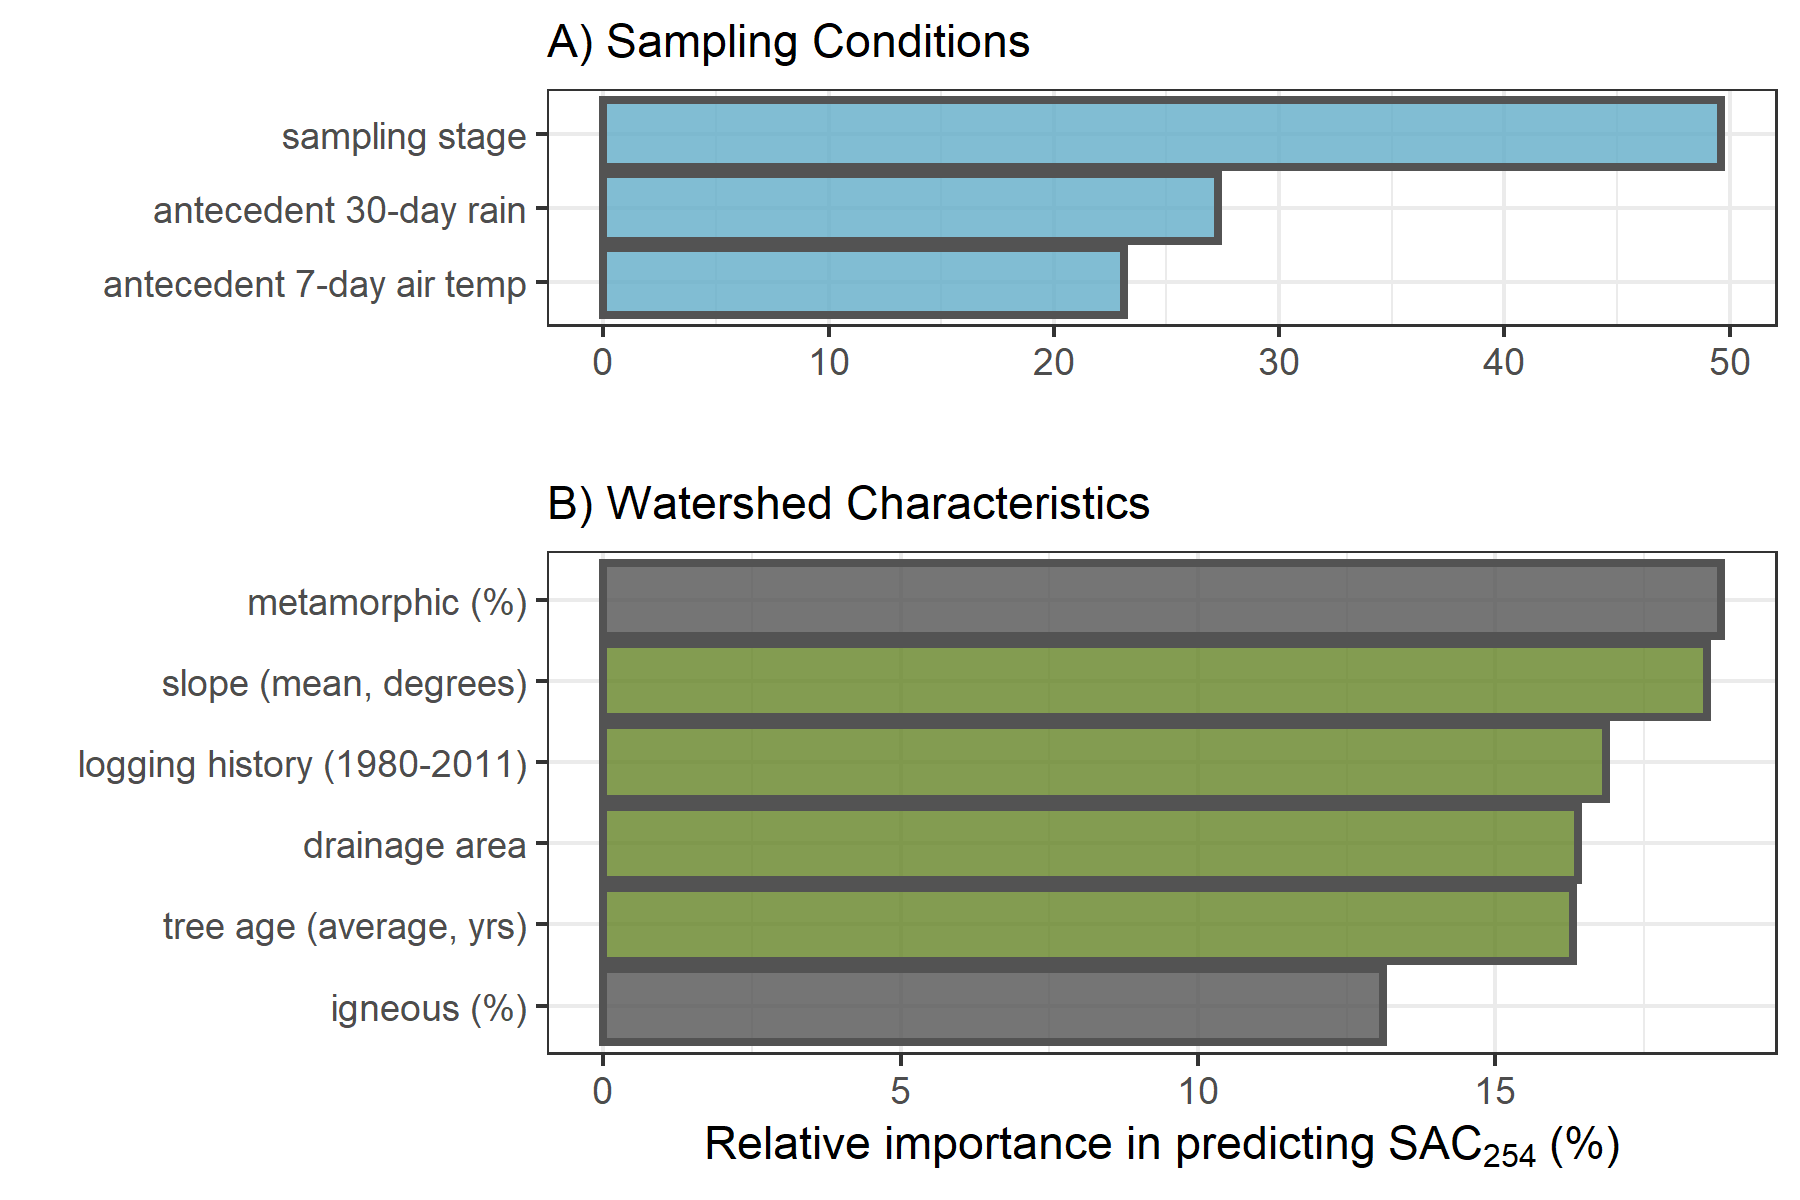 A) Sampling Conditions
sampling stage
antecedent 30-day rain
antecedent 7-day air temp
0 10 20 30 40 50
B) Watershed Characteristics
metamorphic (%)
slope (mean, degrees)
logging history (1980-2011)
drainage area
tree age (average, yrs)
igneous (%)
0 5 10 15
Relative importance in predicting SAC₂₅₄ (%)